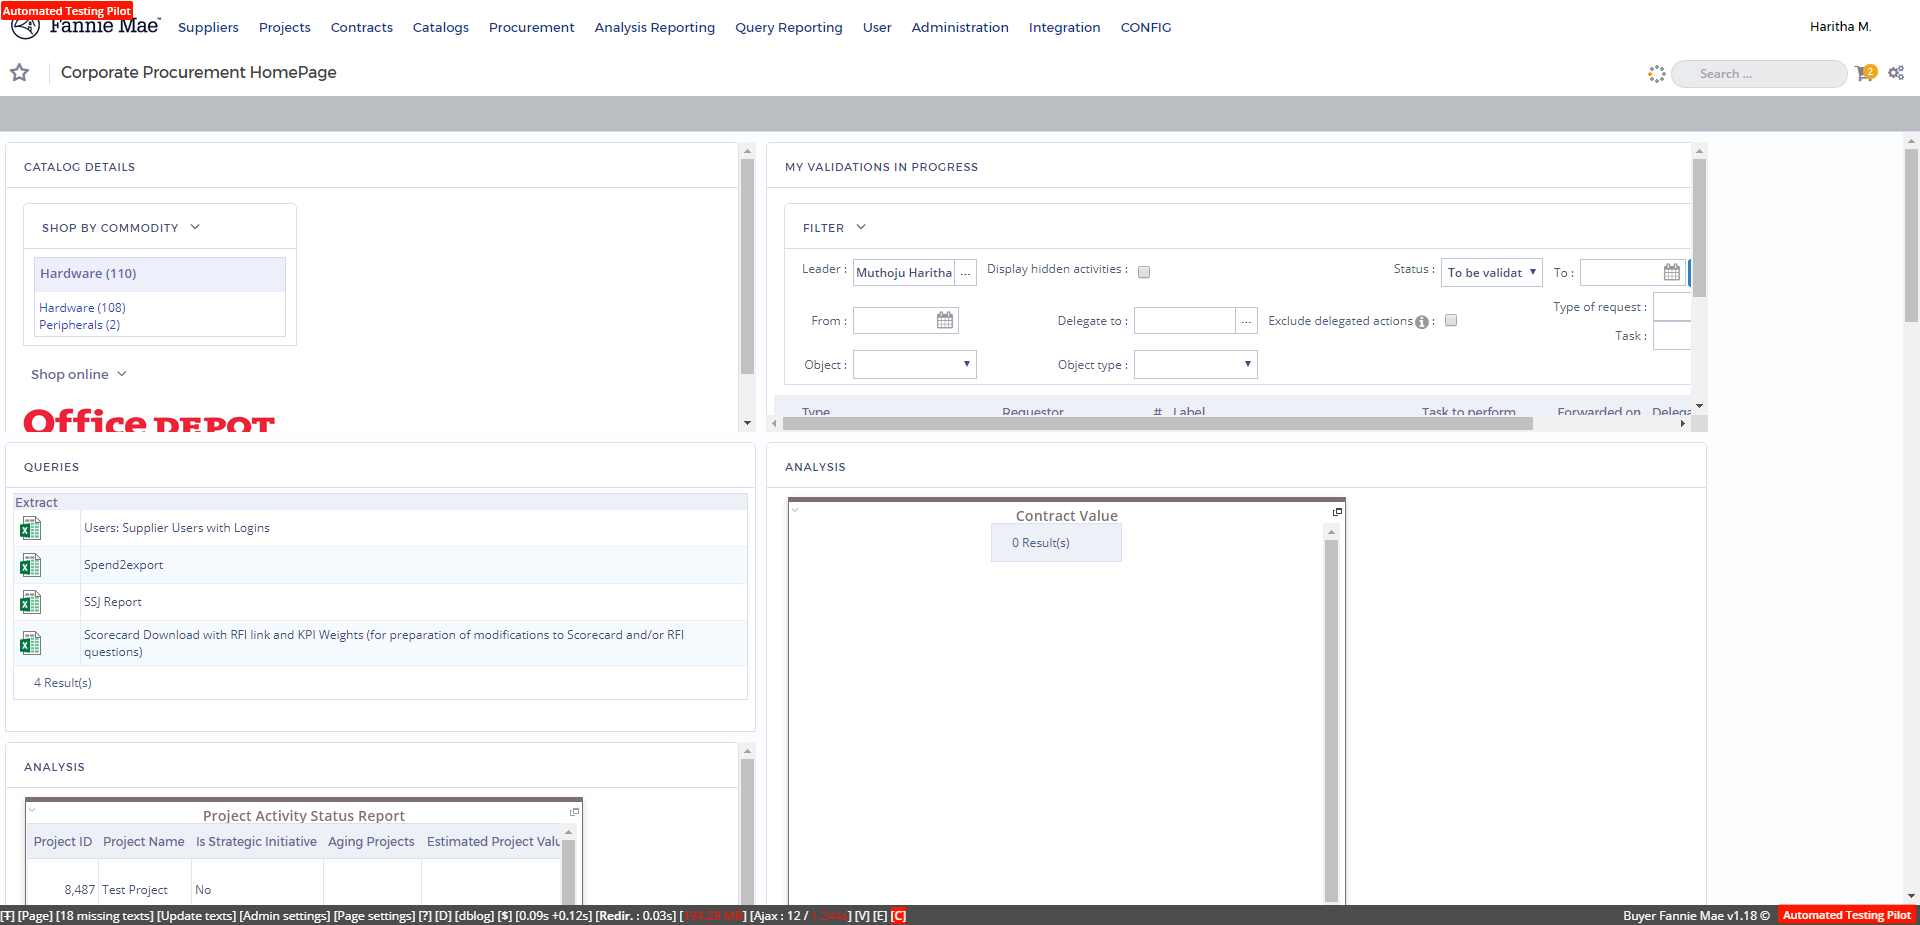 Automated Testing Pilot
Fannie Mae
Suppliers Projects Contracts Catalogs Procurement Analysis Reporting Query Reporting User Administration Integration CONFIG
Haritha M.
Corporate Procurement HomePage
Search ...
2
CATALOG DETAILS
SHOP BY COMMODITY
Hardware (110)
Hardware (108)
Peripherals (2)
Shop online
Office DEPOT
MY VALIDATIONS IN PROGRESS
FILTER
Leader : Muthoju Haritha ... Display hidden activities : Status : To be validat To :
From : Delegate to : ... Exclude delegated actions : Type of request :
Task :
Object : Object type :
Type Requestor # Label Task to perform Forwarded on Delega
QUERIES
Extract
Users: Supplier Users with Logins
Spend2export
SSJ Report
Scorecard Download with RFI link and KPI Weights (for preparation of modifications to Scorecard and/or RFI
questions)
4 Result(s)
ANALYSIS
Contract Value
0 Result(s)
ANALYSIS
Project Activity Status Report
Project ID Project Name Is Strategic Initiative Aging Projects Estimated Project Valu
8,487 Test Project No
[T] [Page] [18 missing texts] [Update texts] [Admin settings] [Page settings] [?] [D] [dblog] [$] [0.09s +0.12s] [Redir. : 0.03s] [194.29 MB] [Ajax : 12 / 1.244s] [V] [E] [C]
Buyer Fannie Mae v1.18 © Automated Testing Pilot